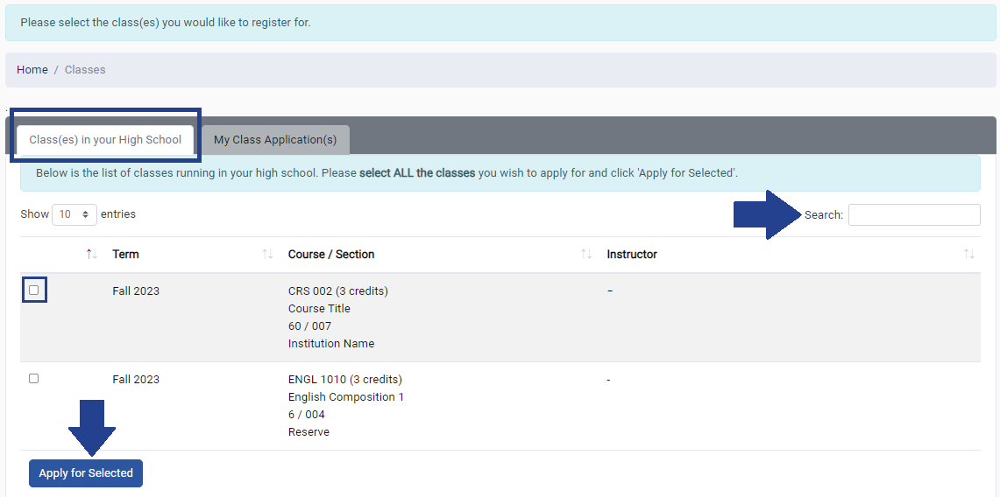 Please select the class(es) you would like to register for.
Home / Classes
.
Class(es) in your High School My Class Application(s)
Below is the list of classes running in your high school. Please select ALL the classes you wish to apply for and click 'Apply for Selected'.
Show 10 entries Search:
Term Course / Section Instructor
Fall 2023 CRS 002 (3 credits) –
Course Title
60 / 007
Institution Name
Fall 2023 ENGL 1010 (3 credits) -
English Composition 1
6 / 004
Reserve
Apply for Selected